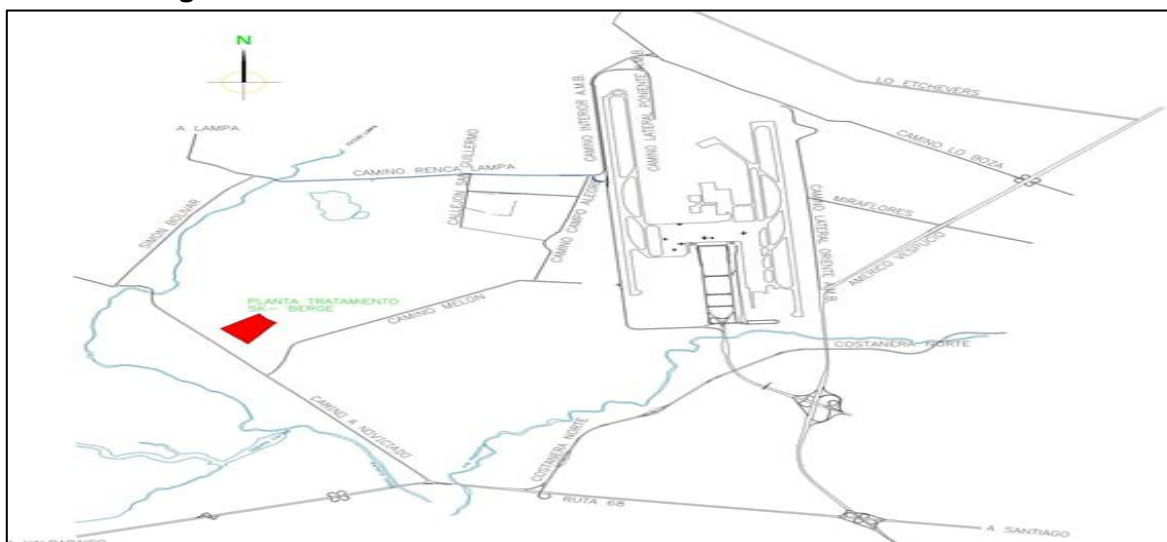 N
LO ETCHEVERS
A LAMPA
CAMINO INTERIOR A.M.B.
CAMINO LATERAL PONIENTE A.M.B.
CAMINO LO BOZA
CAMINO RENCA LAMPA
CALLEJON SAN GUILLERMO
SIMON BOLIVAR
CAMINO CAMPO ALEGRE
MIRAFLORES
CAMINO LATERAL ORIENTE A.M.B.
AMERICO VESPUCIO
PLANTA TRATAMIENTO
SK- BERGE
CAMINO MELON
COSTANERA NORTE
CAMINO A NOVICIADO
COSTANERA NORTE
RUTA 68
A SANTIAGO